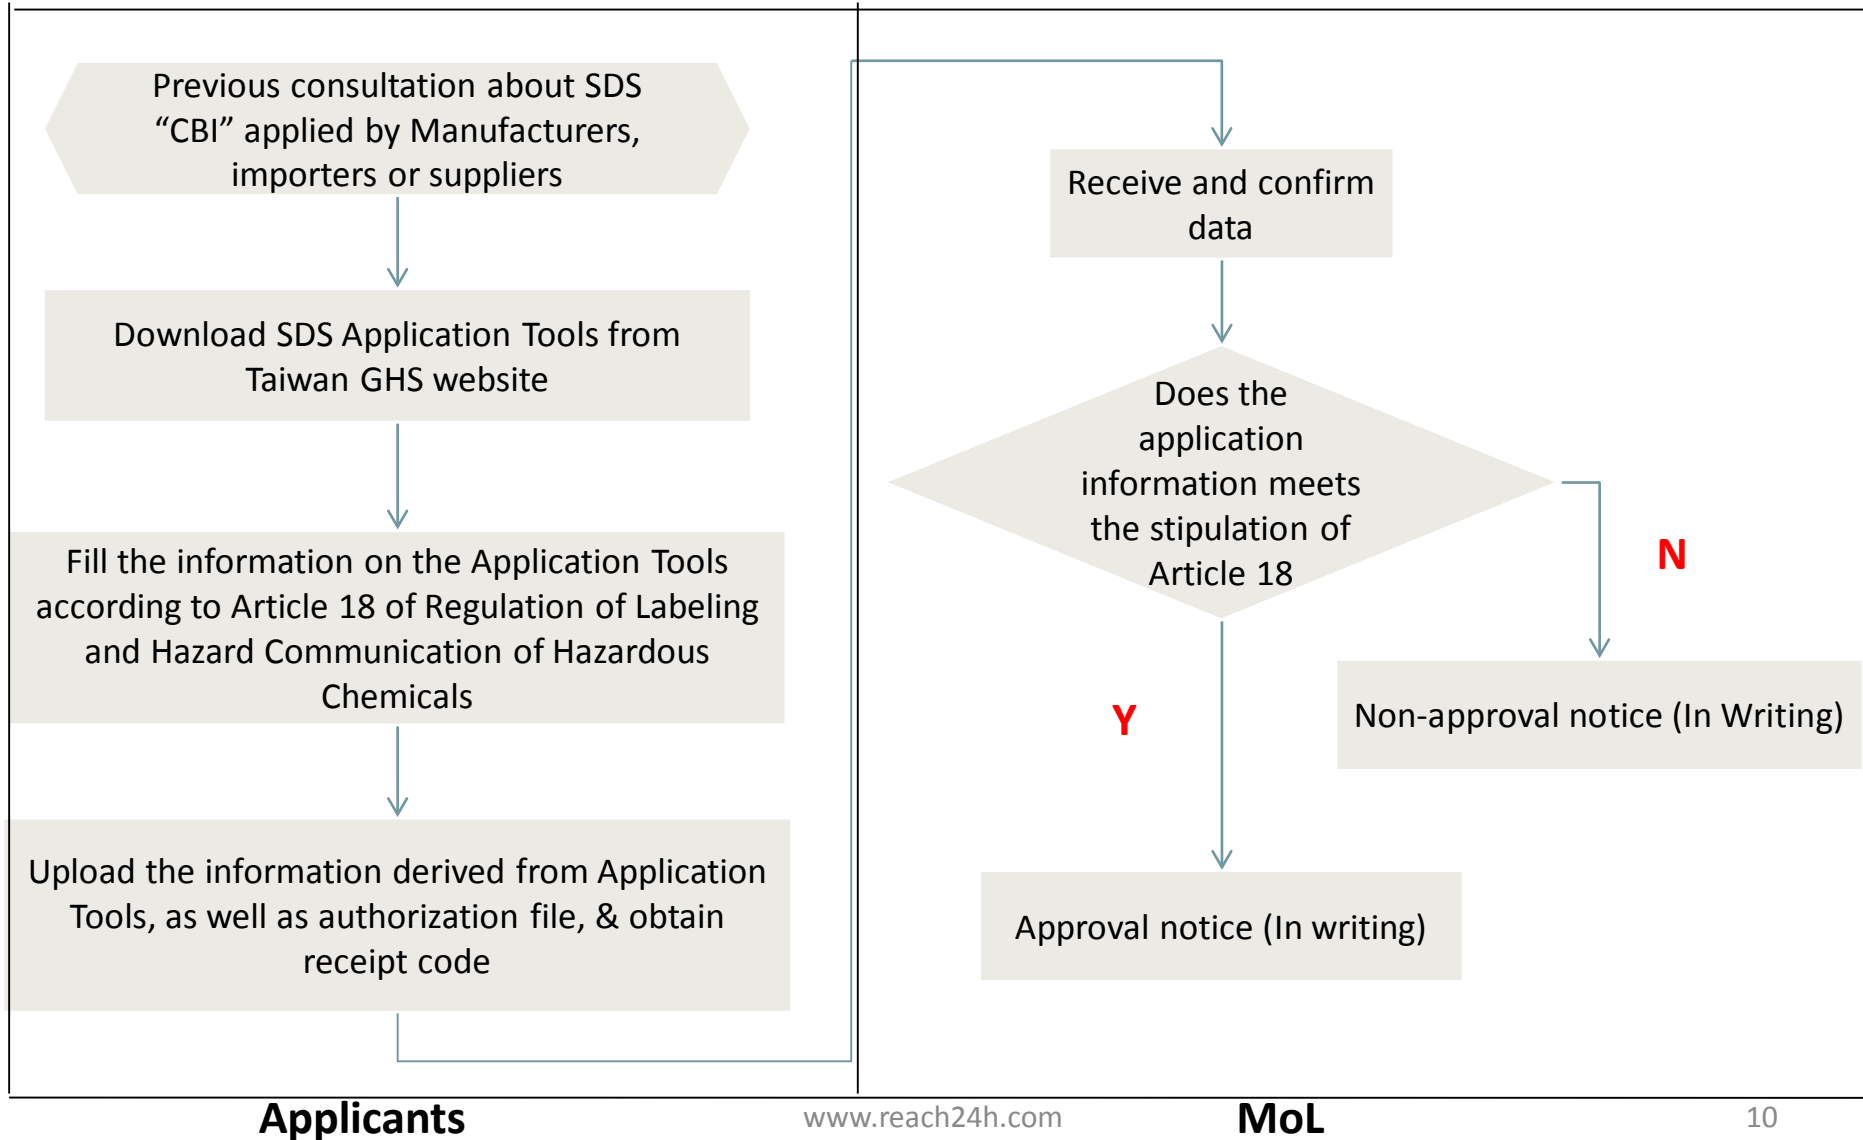 Previous consultation about SDS
“CBI” applied by Manufacturers,
importers or suppliers
Download SDS Application Tools from
Taiwan GHS website
Fill the information on the Application Tools
according to Article 18 of Regulation of Labeling
and Hazard Communication of Hazardous
Chemicals
Upload the information derived from Application
Tools, as well as authorization file, & obtain
receipt code
Receive and confirm
data
Does the
application
information meets
the stipulation of
Article 18
N
Y
Non-approval notice (In Writing)
Approval notice (In writing)
Applicants
www.reach24h.com
MoL
10